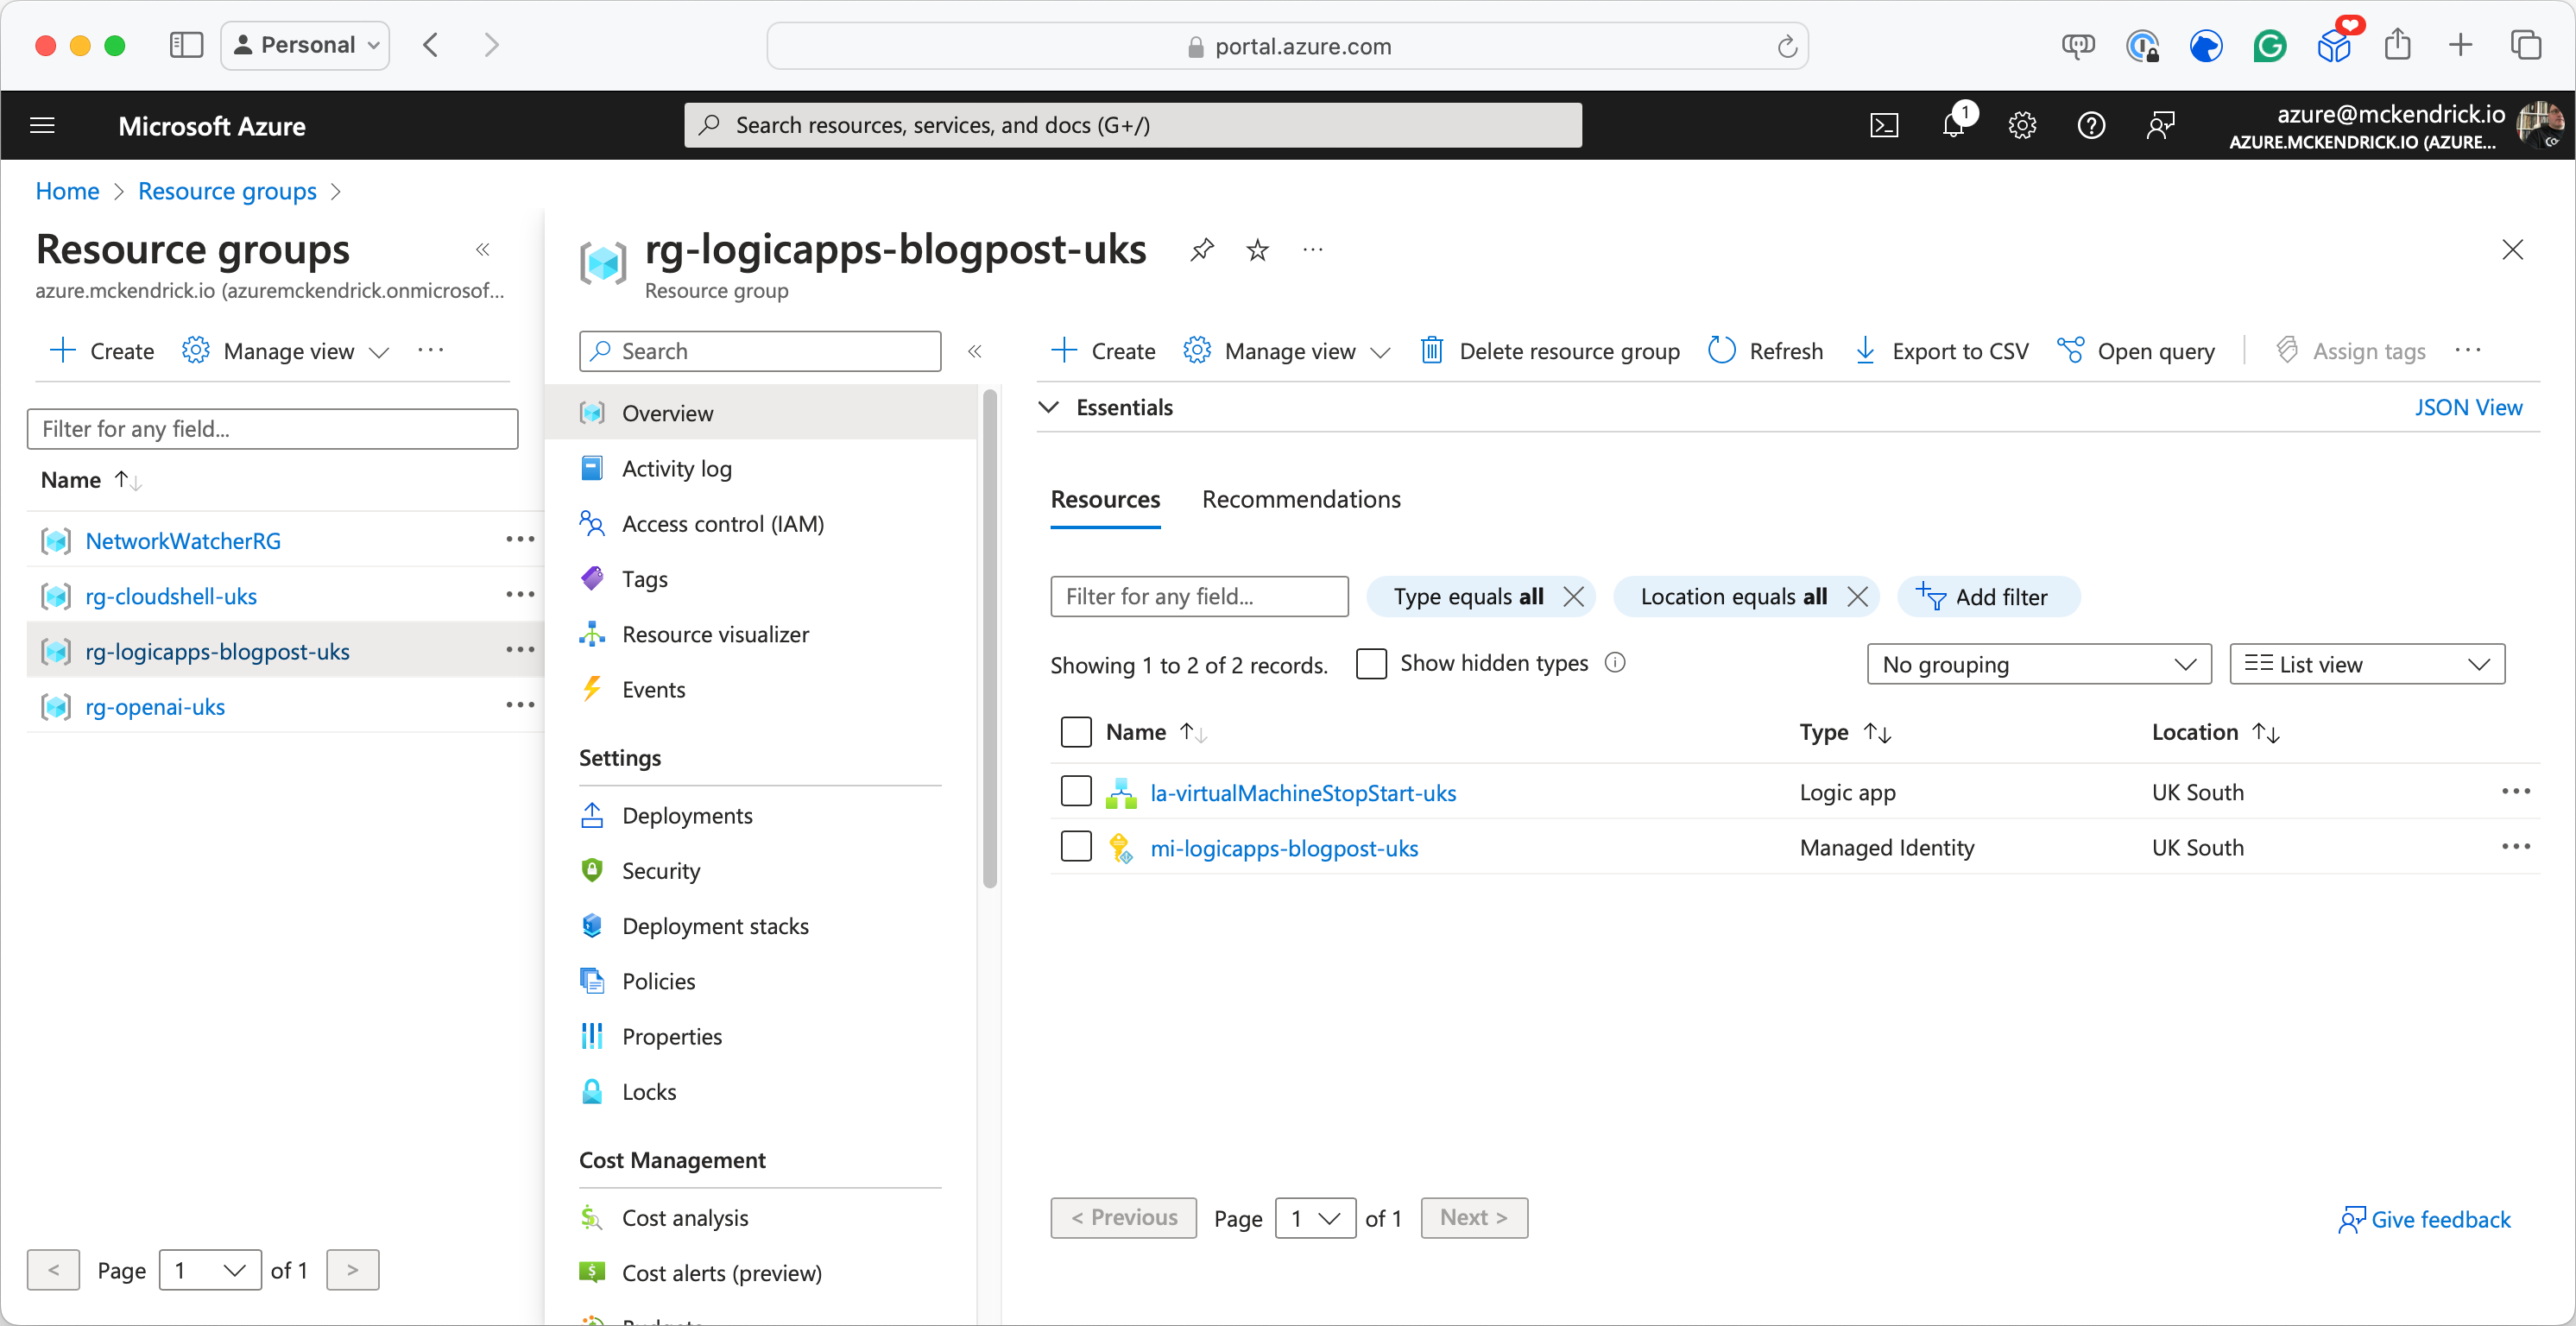 Personal
portal.azure.com
Microsoft Azure
Search resources, services, and docs (G+/)
1
azure@mckendrick.io
AZURE.MCKENDRICK.IO (AZURE...
Home > Resource groups >
Resource groups
azure.mckendrick.io (azuremckendrick.onmicrosof...
Create Manage view ...
Filter for any field...
Name
NetworkWatcherRG
rg-cloudshell-uks
rg-logicapps-blogpost-uks
rg-openai-uks
< Page 1 of 1 >
rg-logicapps-blogpost-uks
Resource group
Search
Overview
Activity log
Access control (IAM)
Tags
Resource visualizer
Events
Settings
Deployments
Security
Deployment stacks
Policies
Properties
Locks
Cost Management
Cost analysis
Cost alerts (preview)
Create Manage view Delete resource group Refresh Export to CSV Open query Assign tags ...
Essentials JSON View
Resources Recommendations
Filter for any field... Type equals all Location equals all Add filter
Showing 1 to 2 of 2 records. Show hidden types No grouping List view
Name Type Location
la-virtualMachineStopStart-uks Logic app UK South
mi-logicapps-blogpost-uks Managed Identity UK South
< Previous Page 1 of 1 Next >
Give feedback